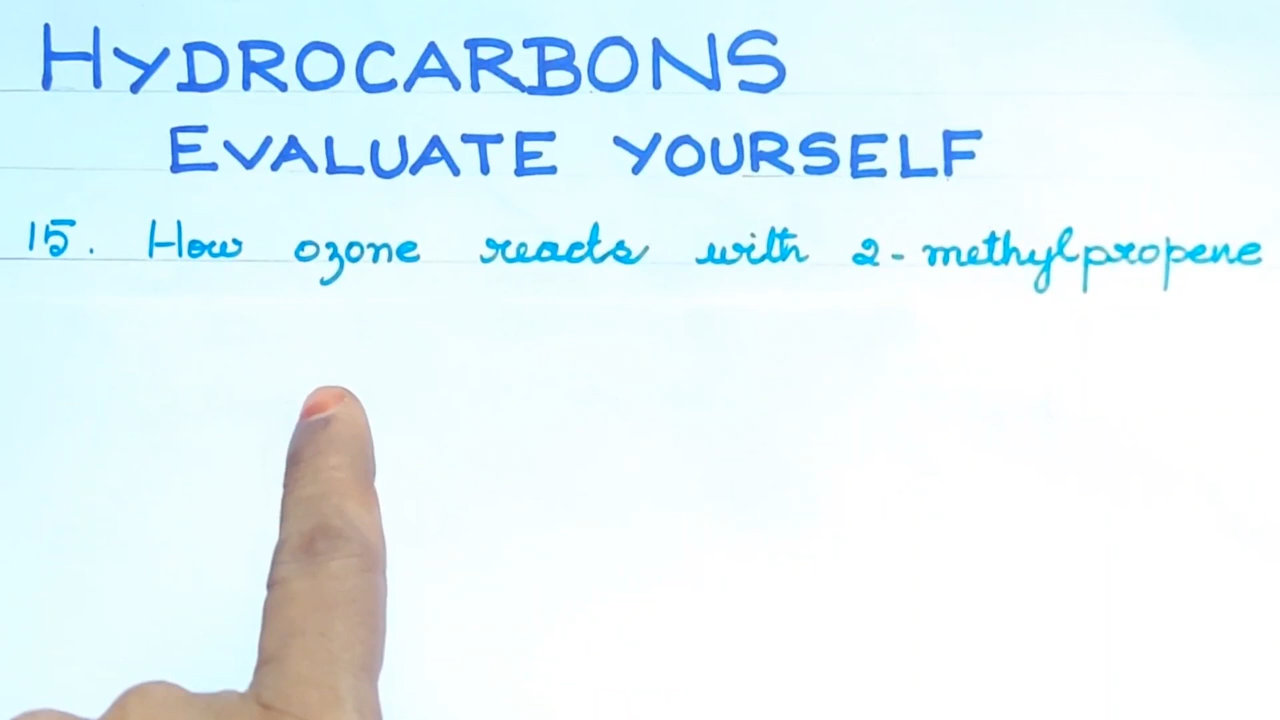 HYDROCARBONS
EVALUATE YOURSELF
15. How ozone reacts with 2-methylpropene